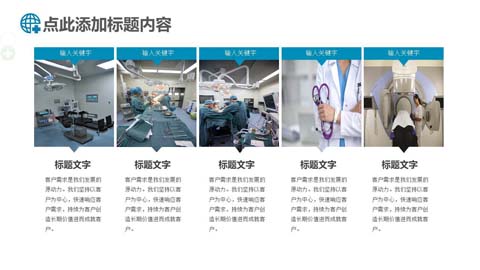 点此添加标题内容
输入关键字
输入关键字
输入关键字
输入关键字
输入关键字
标题文字
客户需求是我们发展的
原动力。我们坚持以客
户为中心，快速响应客
户需求，持续为客户创
造长期价值进而成就客
户。
标题文字
客户需求是我们发展的
原动力。我们坚持以客
户为中心，快速响应客
户需求，持续为客户创
造长期价值进而成就客
户。
标题文字
客户需求是我们发展的
原动力。我们坚持以客
户为中心，快速响应客
户需求，持续为客户创
造长期价值进而成就客
户。
标题文字
客户需求是我们发展的
原动力。我们坚持以客
户为中心，快速响应客
户需求，持续为客户创
造长期价值进而成就客
户。
标题文字
客户需求是我们发展的
原动力。我们坚持以客
户为中心，快速响应客
户需求，持续为客户创
造长期价值进而成就客
户。